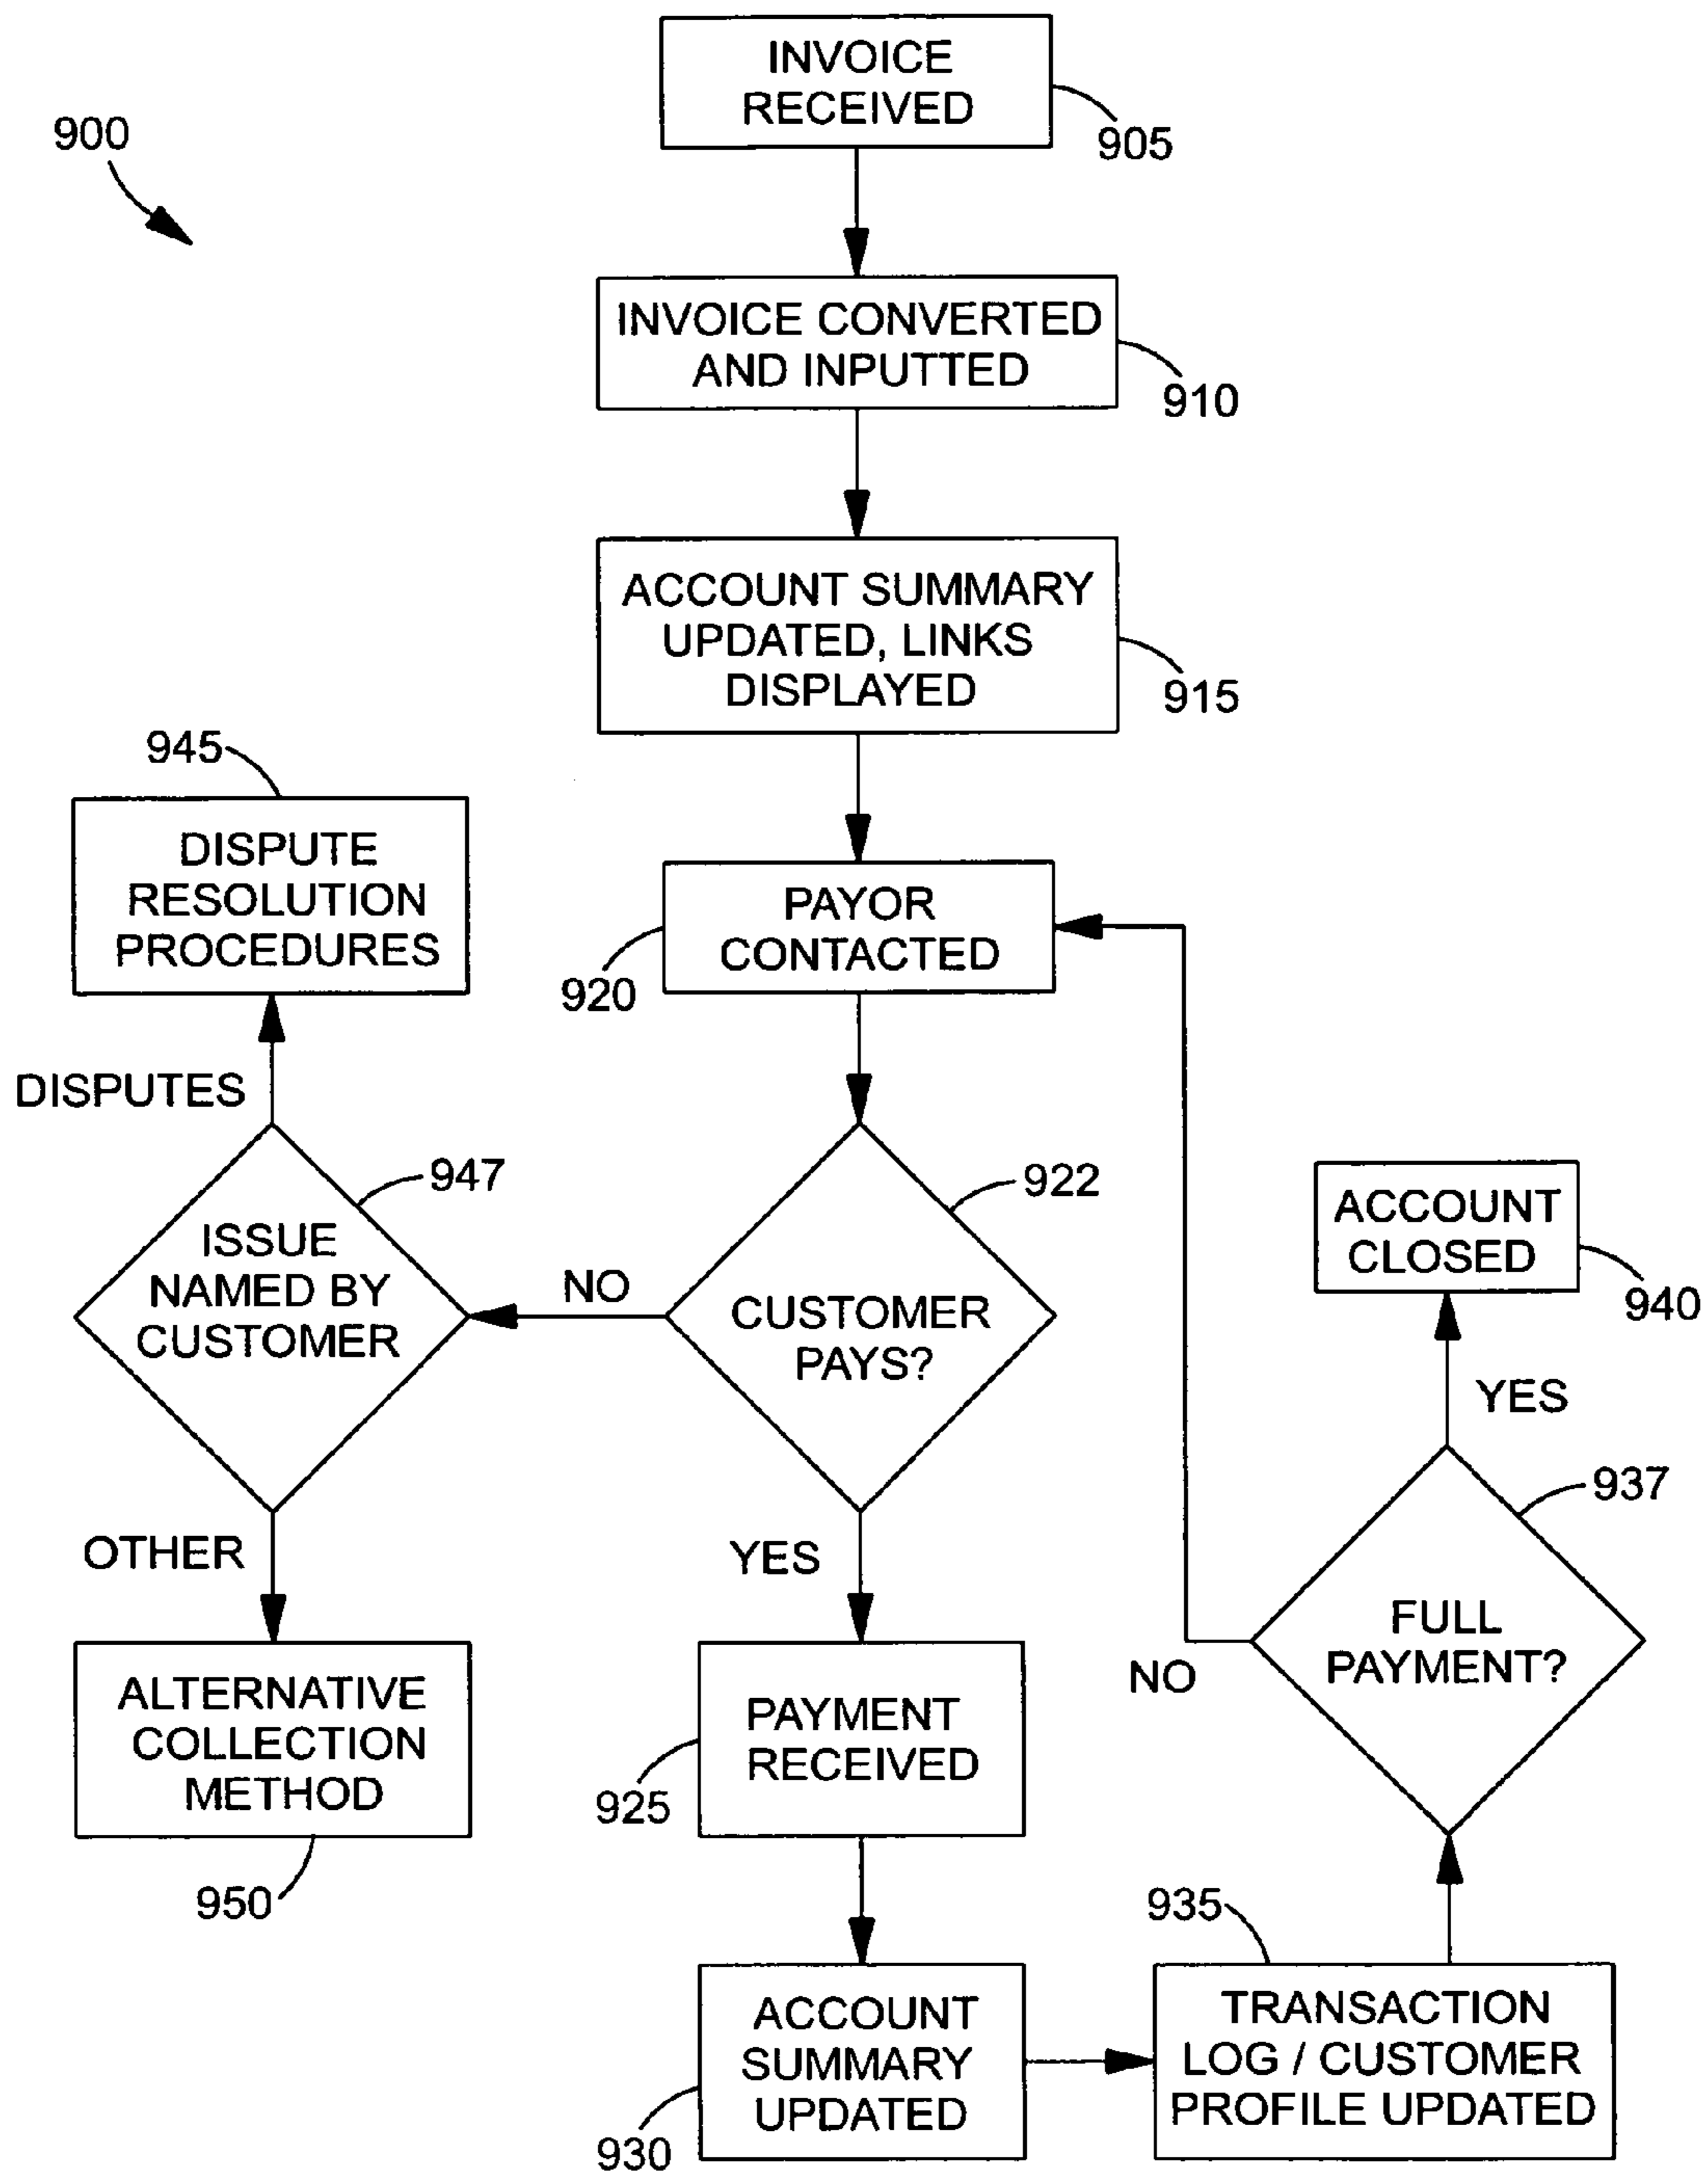 INVOICE
RECEIVED
905
900
INVOICE CONVERTED
AND INPUTTED
910
ACCOUNT SUMMARY
UPDATED, LINKS
DISPLAYED
915
945
DISPUTE
RESOLUTION
PROCEDURES
PAYOR
CONTACTED
920
DISPUTES
947
ISSUE
NAMED BY
CUSTOMER
NO
922
CUSTOMER
PAYS?
ACCOUNT
CLOSED
940
YES
937
FULL
PAYMENT?
NO
OTHER
YES
ALTERNATIVE
COLLECTION
METHOD
950
PAYMENT
RECEIVED
925
ACCOUNT
SUMMARY
UPDATED
930
935
TRANSACTION
LOG / CUSTOMER
PROFILE UPDATED